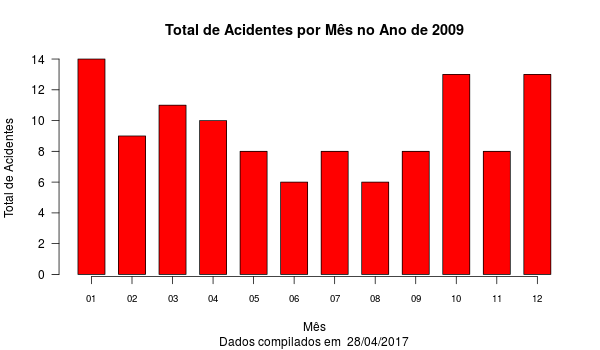 Total de Acidentes por Mês no Ano de 2009
Total de Acidentes
14
12
10
8
6
4
2
0
01 02 03 04 05 06 07 08 09 10 11 12
Mês
Dados compilados em 28/04/2017